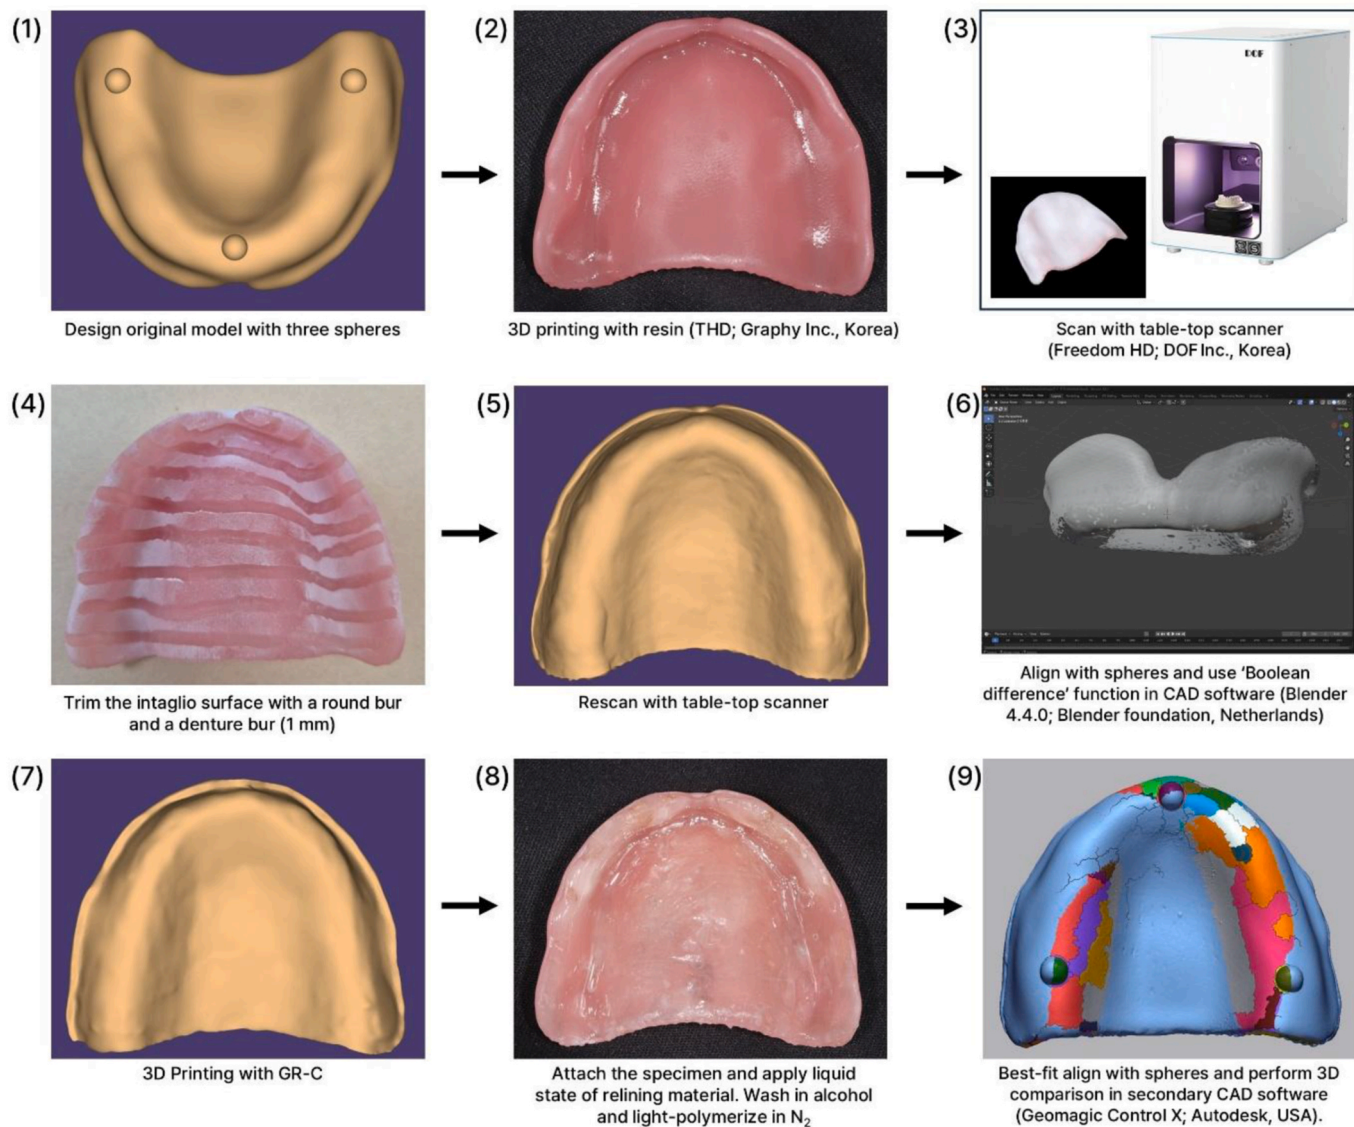 (1)
(2)
(3)
DOF
Design original model with three spheres
3D printing with resin (THD; Graphy Inc., Korea)
Scan with table-top scanner
(Freedom HD; DOF Inc., Korea)
(4)
(5)
(6)
Trim the intaglio surface with a round bur
and a denture bur (1 mm)
Rescan with table-top scanner
Align with spheres and use ‘Boolean
difference’ function in CAD software (Blender
4.4.0; Blender foundation, Netherlands)
(7)
(8)
(9)
3D Printing with GR-C
Attach the specimen and apply liquid
state of relining material. Wash in alcohol
and light-polymerize in N₂
Best-fit align with spheres and perform 3D
comparison in secondary CAD software
(Geomagic Control X; Autodesk, USA).